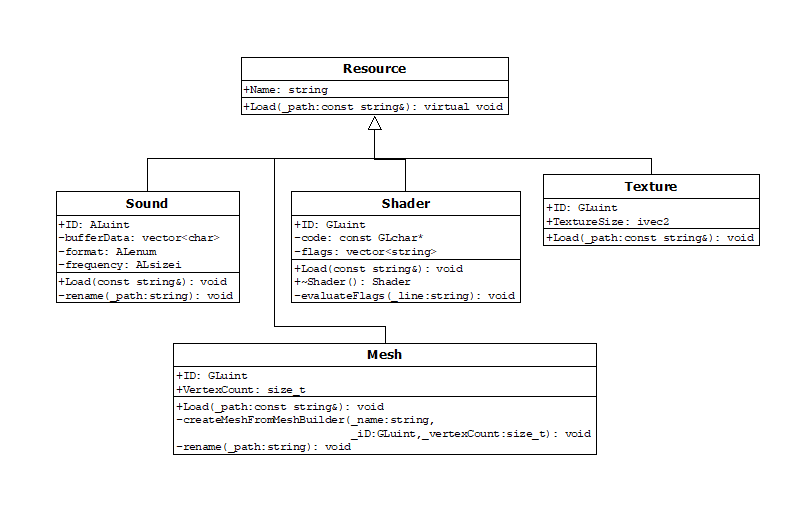 Resource
+Name: string
+Load(_path:const string&): virtual void
Sound
+ID: ALuint
-bufferData: vector<char>
-format: ALenum
-frequency: ALsizei
+Load(const string&): void
-rename(_path:string): void
Shader
+ID: GLuint
-code: const GLchar*
-flags: vector<string>
+Load(const string&): void
+~Shader(): Shader
-evaluateFlags(_line:string): void
Texture
+ID: GLuint
+TextureSize: ivec2
+Load(_path:const string&): void
Mesh
+ID: GLuint
+VertexCount: size_t
+Load(_path:const string&): void
-createMeshFromMeshBuilder(_name:string,
_iD:GLuint,_vertexCount:size_t): void
-rename(_path:string): void